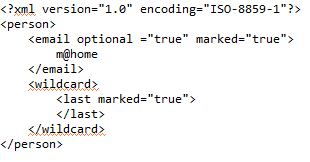 <?xml version="1.0" encoding="ISO-8859-1"?>
<person>
    <email optional ="true" marked="true">
        m@home
    </email>
    <wildcard>
        <last marked="true">
        </last>
    </wildcard>
</person>